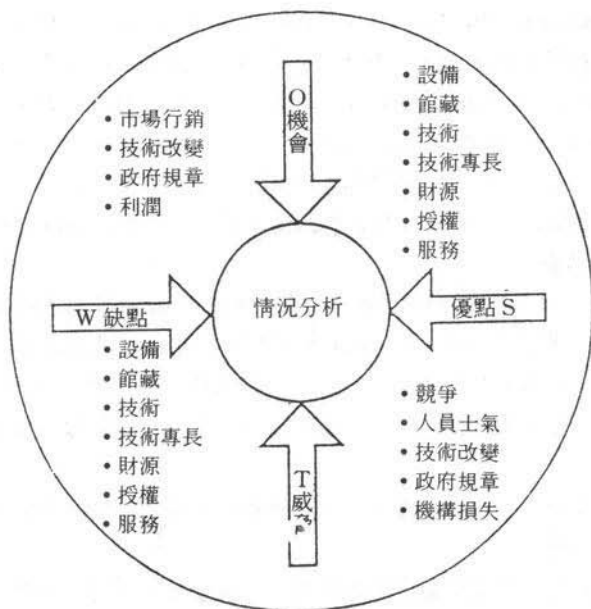 O機會
• 市場行銷
• 技術改變
• 政府規章
• 利潤
• 設備
• 館藏
• 技術
• 技術專長
• 財源
• 授權
• 服務
W 缺點
情況分析
優點 S
• 設備
• 館藏
• 技術
• 技術專長
• 財源
• 授權
• 服務
T威
• 競爭
• 人員士氣
• 技術改變
• 政府規章
• 機構損失